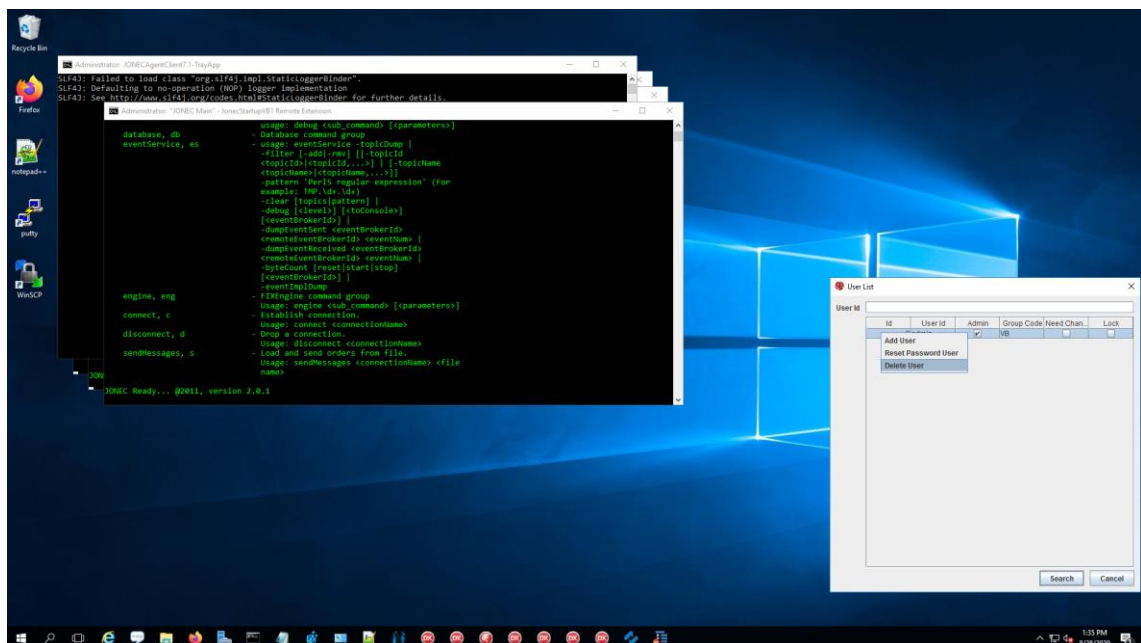 Recycle Bin
Firefox
notepad++
putty
WinSCP
Administrator: JONECAgentClient7.1-TrayApp
SLF4J: Failed to load class "org.slf4j.impl.StaticLoggerBinder".
SLF4J: Defaulting to no-operation (NOP) logger implementation
SLF4J: See http://www.slf4j.org/codes.html#StaticLoggerBinder for further details.
Administrator: "JONEC Main" - JonecStartupVB1 Remote Extension
usage: debug <sub_command> [<parameters>]
database, db - Database command group
eventService, es - usage: eventService -topicDump |
-filter [-add|-rmv] [[-topicId
<topicId>|<topicId,...>] | [-topicName
<topicName>|<topicName,...>]]
-pattern 'Perl5 regular expression' (For
example: TMP.\d+.\d+)
-clear [topics|pattern] |
-debug [<level>] [<toConsole>]
[<eventBrokerId>] |
-dumpEventSent <eventBrokerId>
<remoteEventBrokerId> <eventNum> |
-dumpEventReceived <eventBrokerId>
<remoteEventBrokerId> <eventNum> |
-byteCount [reset|start|stop]
[<eventBrokerId>] |
-eventImplDump
engine, eng - FIXEngine command group
Usage: engine <sub_command> [<parameters>]
connect, c - Establish connection.
Usage: connect <connectionName>
disconnect, d - Drop a connection.
Usage: disconnect <connectionName>
sendMessages, s - Load and send orders from file.
Usage: sendMessages <connectionName> <file
name>
JONEC Ready... @2011, version 2.0.1
JON
User List
User Id
Id User Id Admin Group Code Need Chan... Lock
VB
Add User
Reset Password User
Delete User
Search Cancel
1:35 PM